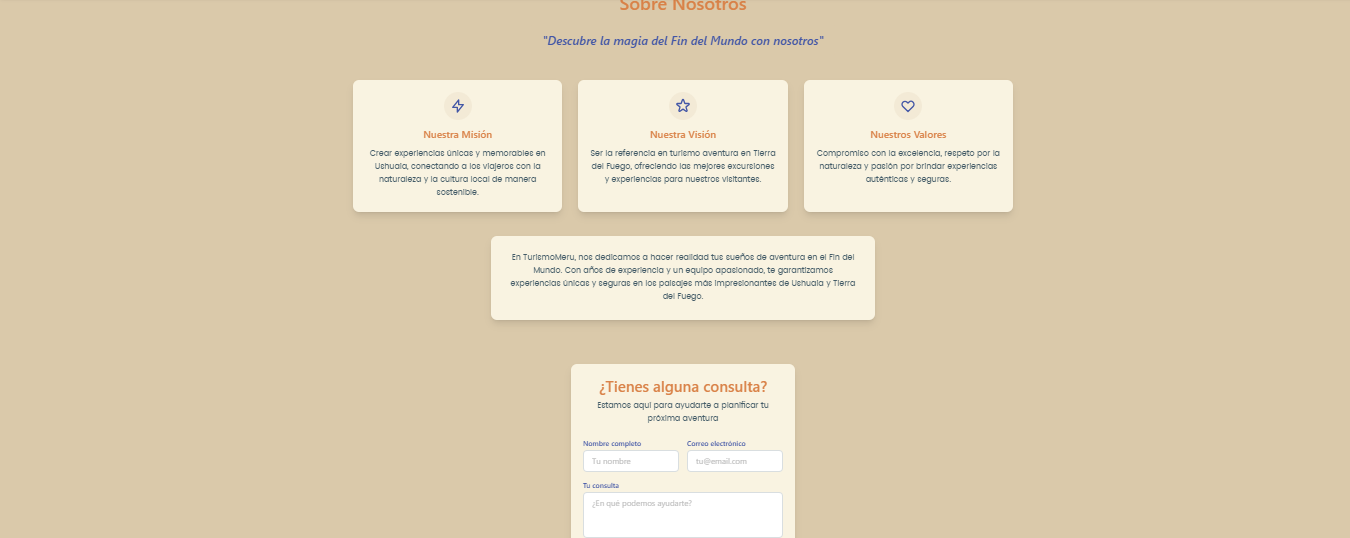 Sobre Nosotros
"Descubre la magia del Fin del Mundo con nosotros"
Nuestra Misión
Crear experiencias únicas y memorables en
Ushuaia, conectando a los viajeros con la
naturaleza y la cultura local de manera
sostenible.
Nuestra Visión
Ser la referencia en turismo aventura en Tierra
del Fuego, ofreciendo las mejores excursiones
y experiencias para nuestros visitantes.
Nuestros Valores
Compromiso con la excelencia, respeto por la
naturaleza y pasión por brindar experiencias
auténticas y seguras.
En TurismoMeru, nos dedicamos a hacer realidad tus sueños de aventura en el Fin del
Mundo. Con años de experiencia y un equipo apasionado, te garantizamos
experiencias únicas y seguras en los paisajes más impresionantes de Ushuaia y Tierra
del Fuego.
¿Tienes alguna consulta?
Estamos aquí para ayudarte a planificar tu
próxima aventura
Nombre completo
Tu nombre
Correo electrónico
tu@email.com
Tu consulta
¿En qué podemos ayudarte?